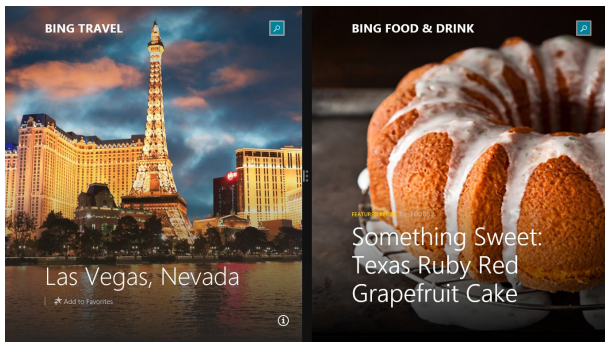 BING TRAVEL
Las Vegas, Nevada
Add to Favorites
BING FOOD & DRINK
Something Sweet:
Texas Ruby Red
Grapefruit Cake